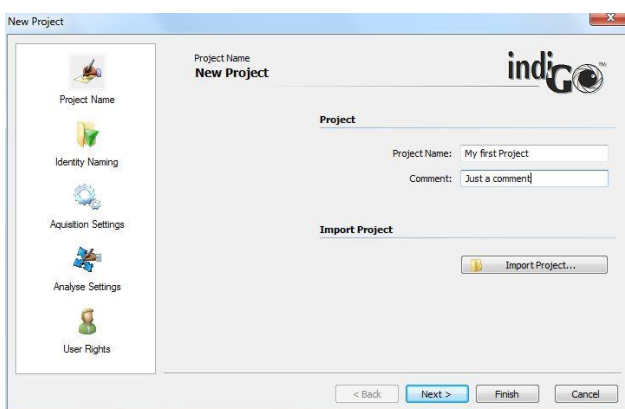 New Project
Project Name
New Project
indiGo™
Project
Project Name: My first Project
Comment: Just a comment
Import Project
Import Project...
Project Name
Identity Naming
Aquisition Settings
Analyse Settings
User Rights
< Back Next > Finish Cancel